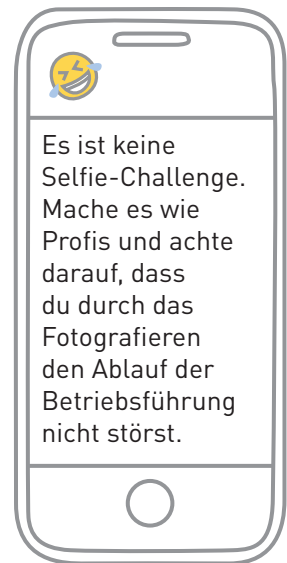 Es ist keine
Selfie-Challenge.
Mache es wie
Profis und achte
darauf, dass
du durch das
Fotografieren
den Ablauf der
Betriebsführung
nicht störst.